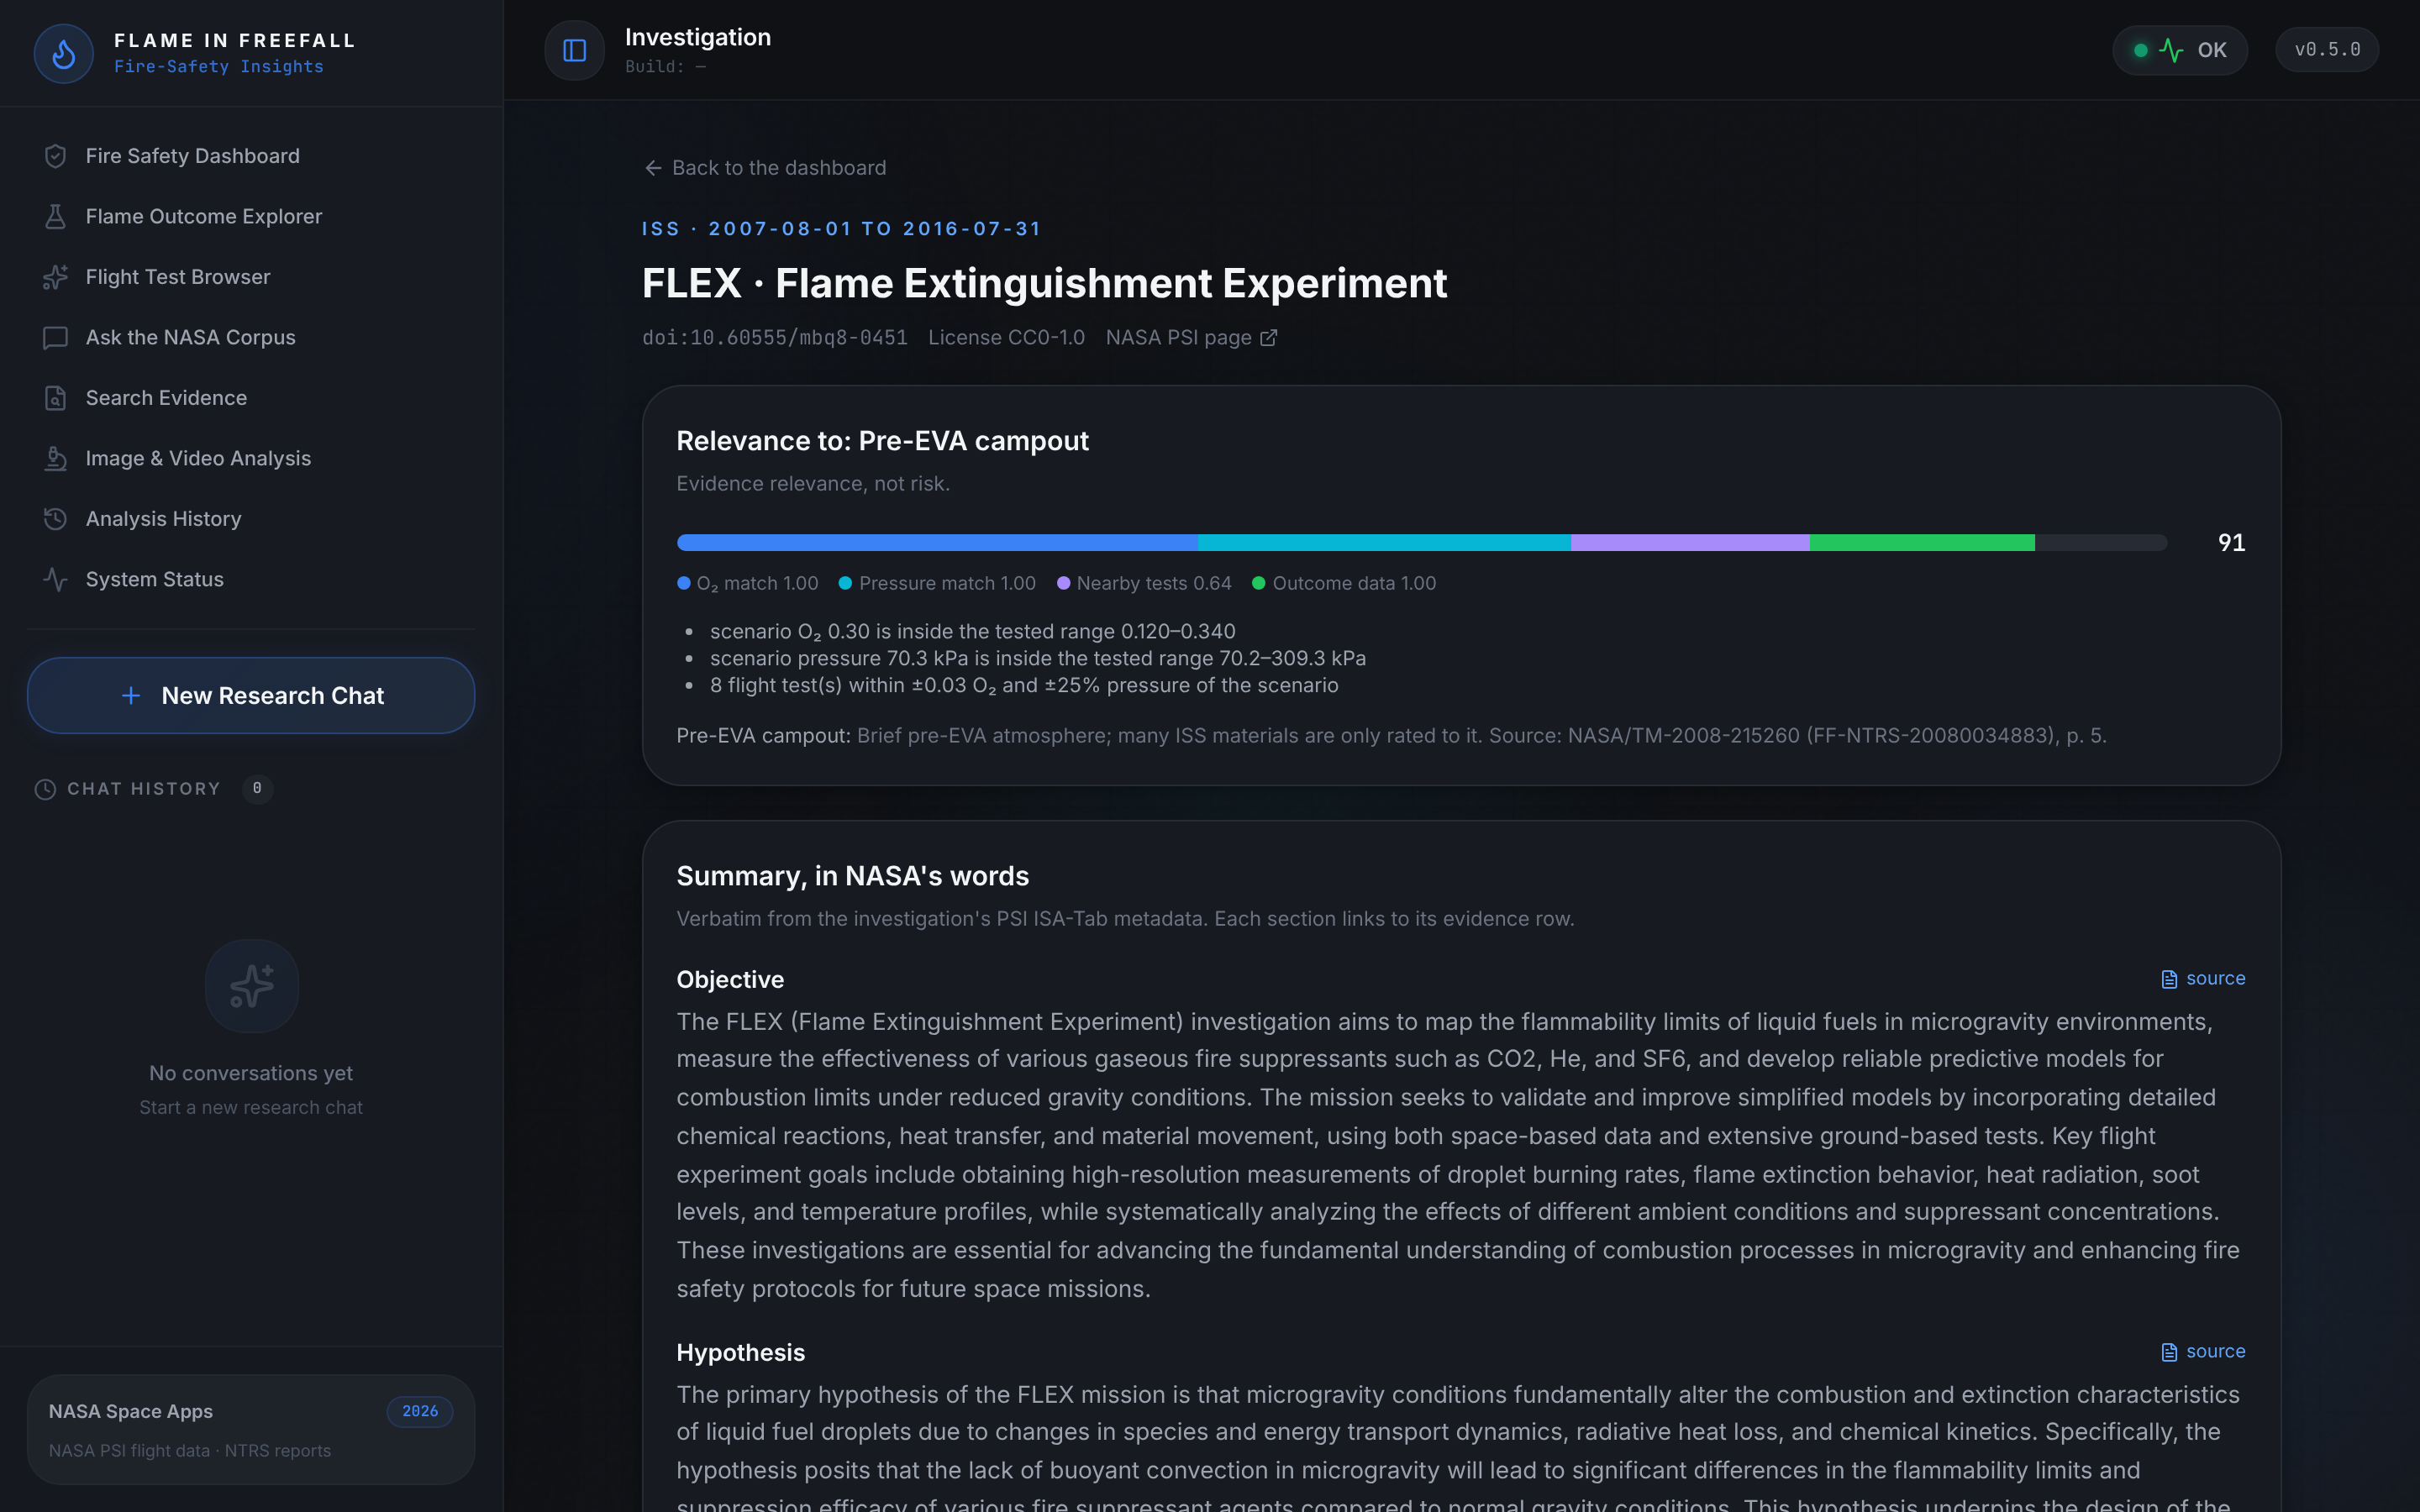 FLAME IN FREEFALL
Fire-Safety Insights
Fire Safety Dashboard
Flame Outcome Explorer
Flight Test Browser
Ask the NASA Corpus
Search Evidence
Image & Video Analysis
Analysis History
System Status
New Research Chat
CHAT HISTORY 0
No conversations yet
Start a new research chat
NASA Space Apps 2026
NASA PSI flight data · NTRS reports
Investigation
Build: —
OK
v0.5.0
Back to the dashboard
ISS · 2007-08-01 TO 2016-07-31
FLEX · Flame Extinguishment Experiment
doi:10.60555/mbq8-0451 License CC0-1.0 NASA PSI page
Relevance to: Pre-EVA campout
Evidence relevance, not risk.
91
O₂ match 1.00 Pressure match 1.00 Nearby tests 0.64 Outcome data 1.00
• scenario O₂ 0.30 is inside the tested range 0.120–0.340
• scenario pressure 70.3 kPa is inside the tested range 70.2–309.3 kPa
• 8 flight test(s) within ±0.03 O₂ and ±25% pressure of the scenario
Pre-EVA campout: Brief pre-EVA atmosphere; many ISS materials are only rated to it. Source: NASA/TM-2008-215260 (FF-NTRS-20080034883), p. 5.
Summary, in NASA's words
Verbatim from the investigation's PSI ISA-Tab metadata. Each section links to its evidence row.
Objective source
The FLEX (Flame Extinguishment Experiment) investigation aims to map the flammability limits of liquid fuels in microgravity environments,
measure the effectiveness of various gaseous fire suppressants such as CO2, He, and SF6, and develop reliable predictive models for
combustion limits under reduced gravity conditions. The mission seeks to validate and improve simplified models by incorporating detailed
chemical reactions, heat transfer, and material movement, using both space-based data and extensive ground-based tests. Key flight
experiment goals include obtaining high-resolution measurements of droplet burning rates, flame extinction behavior, heat radiation, soot
levels, and temperature profiles, while systematically analyzing the effects of different ambient conditions and suppressant concentrations.
These investigations are essential for advancing the fundamental understanding of combustion processes in microgravity and enhancing fire
safety protocols for future space missions.
Hypothesis source
The primary hypothesis of the FLEX mission is that microgravity conditions fundamentally alter the combustion and extinction characteristics
of liquid fuel droplets due to changes in species and energy transport dynamics, radiative heat loss, and chemical kinetics. Specifically, the
hypothesis posits that the lack of buoyant convection in microgravity will lead to significant differences in the flammability limits and
suppression efficacy of various fire suppressant agents compared to normal gravity conditions. This hypothesis underpins the design of the